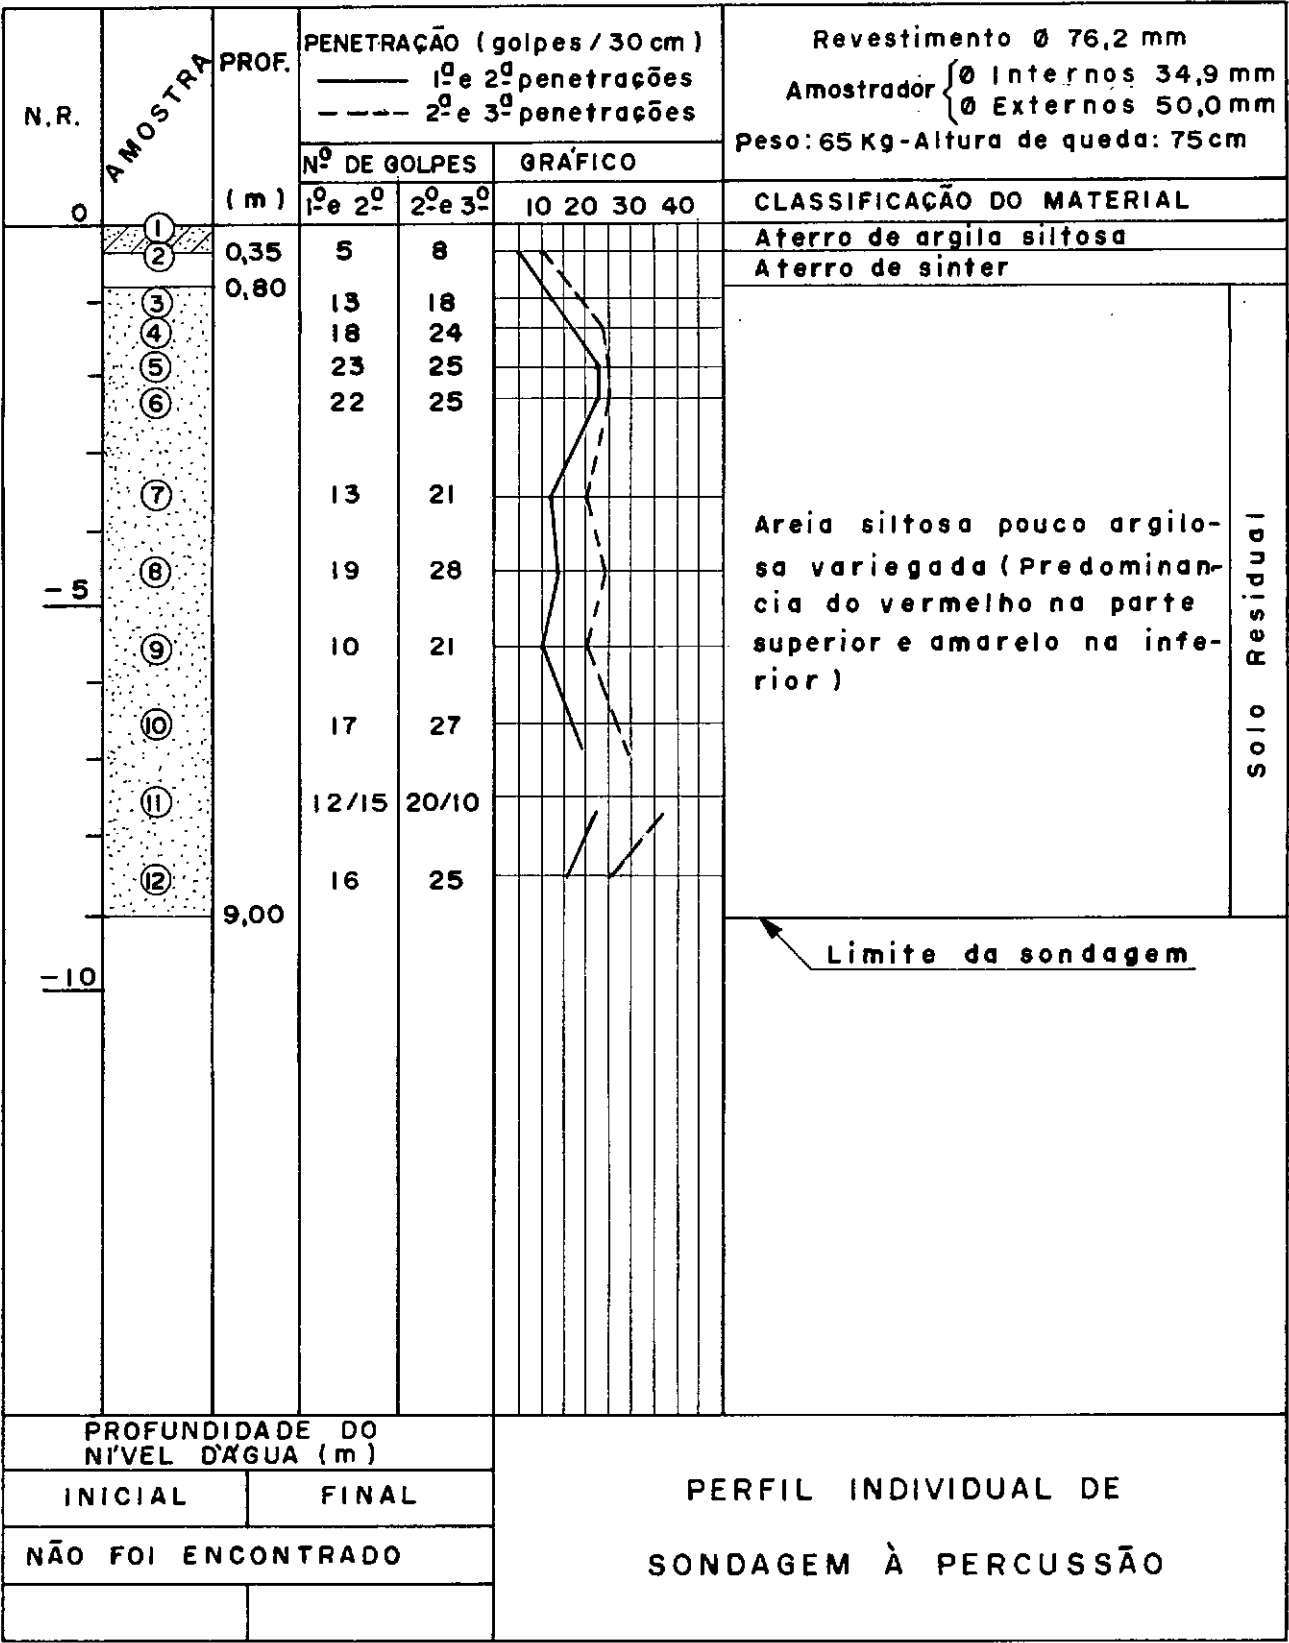 N.R.
AMOSTRA
PROF.
(m)
PENETRAÇÃO (golpes/30 cm)
1ª e 2ª penetrações
2ª e 3ª penetrações
Nº DE GOLPES
GRÁFICO
1º e 2º
2º e 3º
10 20 30 40
Revestimento Ø 76,2 mm
Amostrador { Ø Internos 34,9 mm
Ø Externos 50,0 mm
Peso: 65 Kg - Altura de queda: 75 cm
CLASSIFICAÇÃO DO MATERIAL
0
1
Aterro de argila siltosa
2 0,35 5 8
Aterro de sinter
0,80
3 13 18
4 18 24
5 23 25
6 22 25
7 13 21
8 19 28
-5
9 10 21
10 17 27
11 12/15 20/10
12 16 25
9,00
-10
Areia siltosa pouco argilo-
sa variegada (Predominan-
cia do vermelho na parte
superior e amarelo na infe-
rior)
Solo Residual
Limite da sondagem
PROFUNDIDADE DO
NÍVEL D'ÁGUA (m)
INICIAL FINAL
NÃO FOI ENCONTRADO
PERFIL INDIVIDUAL DE
SONDAGEM À PERCUSSÃO